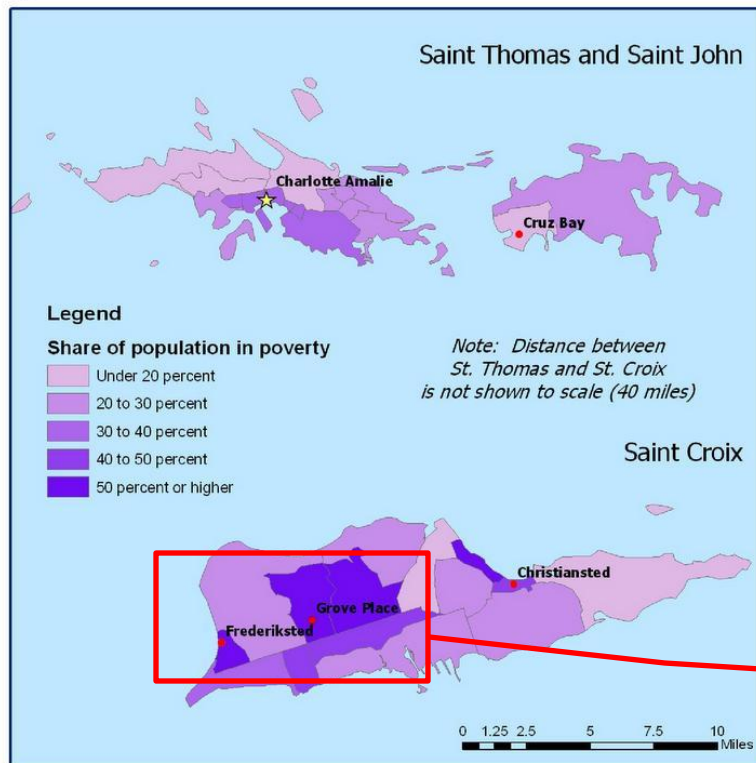 Saint Thomas and Saint John
Charlotte Amalie
Cruz Bay
Legend
Share of population in poverty
Under 20 percent
20 to 30 percent
30 to 40 percent
40 to 50 percent
50 percent or higher
Note: Distance between
St. Thomas and St. Croix
is not shown to scale (40 miles)
Saint Croix
Christiansted
Grove Place
Frederiksted
0 1.25 2.5 5 7.5 10
Miles